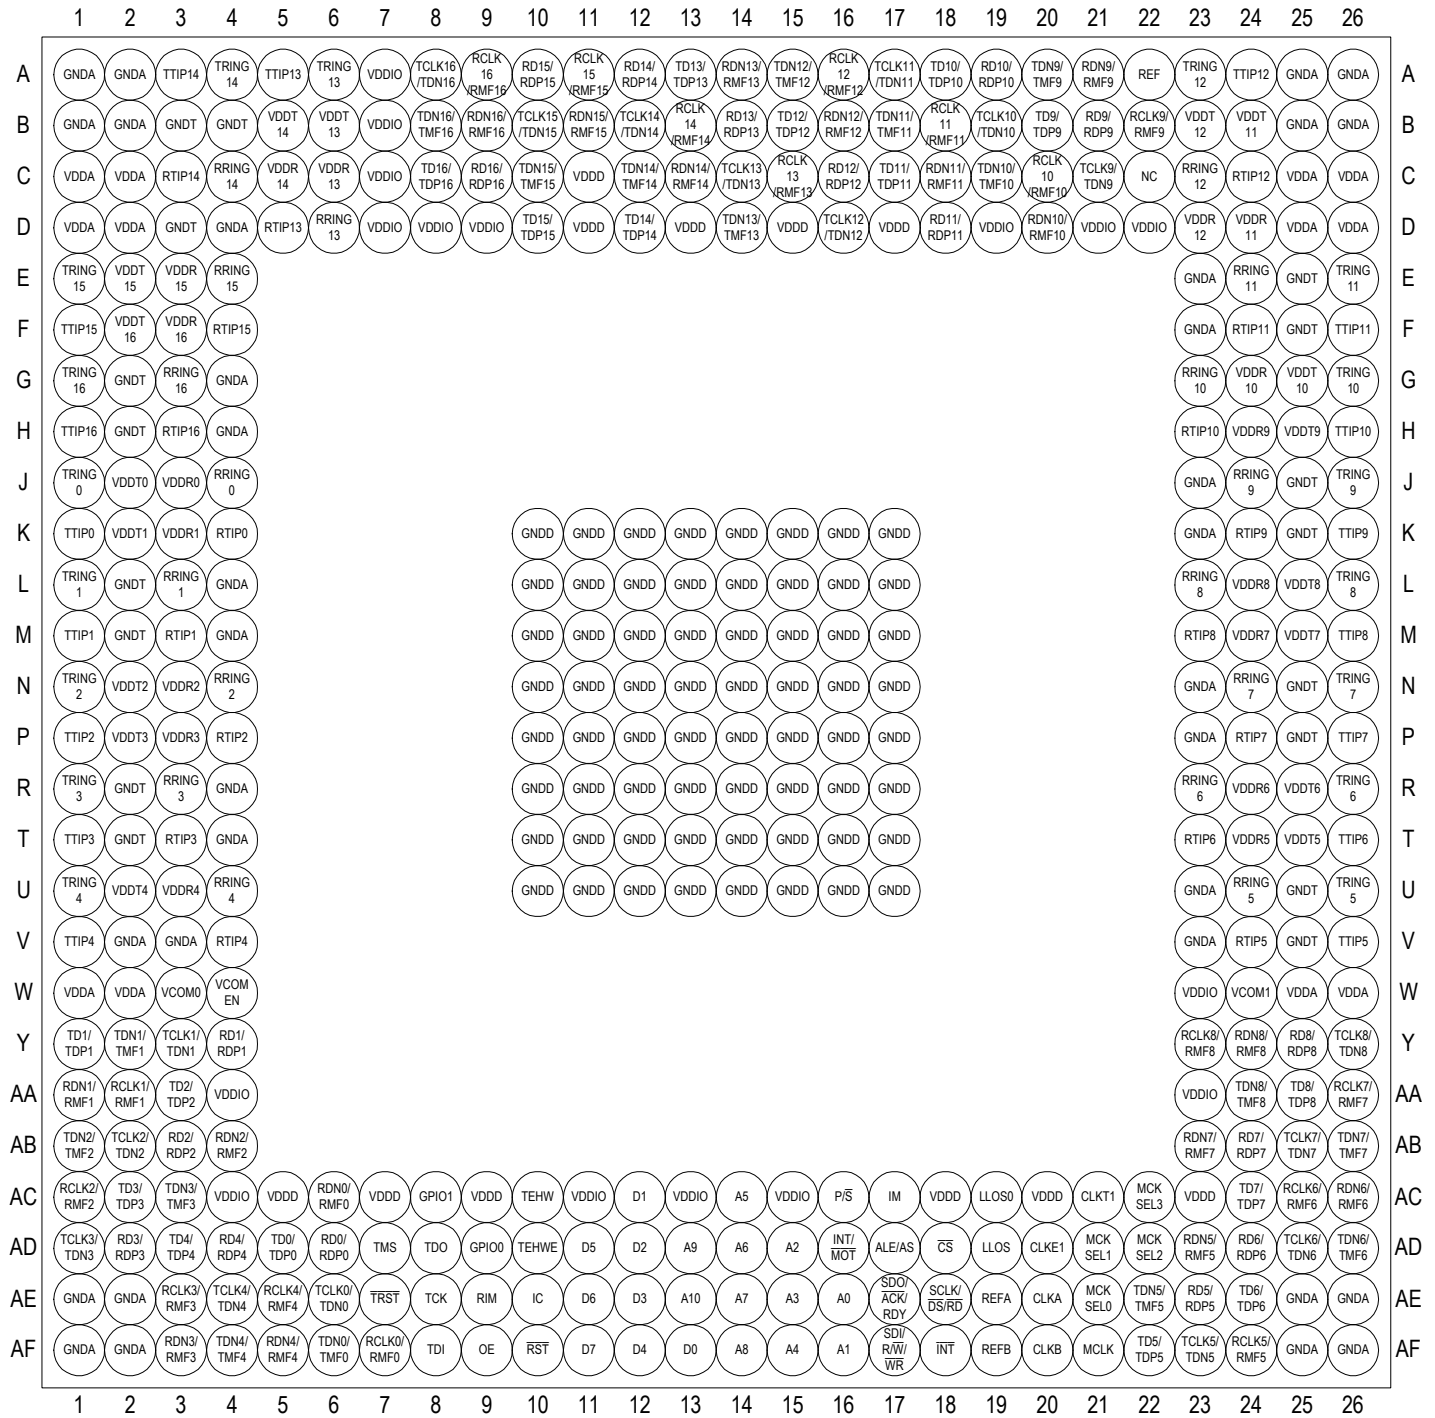 1 2 3 4 5 6 7 8 9 10 11 12 13 14 15 16 17 18 19 20 21 22 23 24 25 26
A GNDA GNDA TTIP14 TRING 14 TTIP13 TRING 13 VDDIO TCLK16 /TDN16 RCLK 16 /RMF16 RD15/ RDP15 RCLK 15 /RMF15 RD14/ RDP14 TD13/ TDP13 RDN13/ RMF13 TDN12/ TMF12 RCLK 12 /RMF12 TCLK11 /TDN11 TD10/ TDP10 RD10/ RDP10 TDN9/ TMF9 RDN9/ RMF9 REF TRING 12 TTIP12 GNDA GNDA A
B GNDA GNDA GNDT GNDT VDDT 14 VDDT 13 VDDIO TDN16/ TMF16 RDN16/ RMF16 TCLK15 /TDN15 RDN15/ RMF15 TCLK14 /TDN14 RCLK 14 /RMF14 RD13/ RDP13 TD12/ TDP12 RDN12/ RMF12 TDN11/ TMF11 RCLK 11 /RMF11 TCLK10 /TDN10 TD9/ TDP9 RD9/ RDP9 RCLK9/ RMF9 VDDT 12 VDDT 11 GNDA GNDA B
C VDDA VDDA RTIP14 RRING 14 VDDR 14 VDDR 13 VDDIO TD16/ TDP16 RD16/ RDP16 TDN15/ TMF15 VDDD TDN14/ TMF14 RDN14/ RMF14 TCLK13 /TDN13 RCLK 13 /RMF13 RD12/ RDP12 TD11/ TDP11 RDN11/ RMF11 TDN10/ TMF10 RCLK 10 /RMF10 TCLK9/ TDN9 NC RRING 12 RTIP12 VDDA VDDA C
D VDDA VDDA GNDT GNDA RTIP13 RRING 13 VDDIO VDDIO VDDIO TD15/ TDP15 VDDD TD14/ TDP14 VDDD TDN13/ TMF13 VDDD TCLK12 /TDN12 VDDD RD11/ RDP11 VDDIO RDN10/ RMF10 VDDIO VDDIO VDDR 12 VDDR 11 VDDA VDDA D
E TRING 15 VDDT 15 VDDR 15 RRING 15 GNDA RRING 11 GNDT TRING 11 E
F TTIP15 VDDT 16 VDDR 16 RTIP15 GNDA RTIP11 GNDT TTIP11 F
G TRING 16 GNDT RRING 16 GNDA RRING 10 VDDR 10 VDDT 10 TRING 10 G
H TTIP16 GNDT RTIP16 GNDA RTIP10 VDDR9 VDDT9 TTIP10 H
J TRING 0 VDDT0 VDDR0 RRING 0 GNDA RRING 9 GNDT TRING 9 J
K TTIP0 VDDT1 VDDR1 RTIP0 GNDD GNDD GNDD GNDD GNDD GNDD GNDD GNDD GNDA RTIP9 GNDT TTIP9 K
L TRING 1 GNDT RRING 1 GNDA GNDD GNDD GNDD GNDD GNDD GNDD GNDD GNDD RRING 8 VDDR8 VDDT8 TRING 8 L
M TTIP1 GNDT RTIP1 GNDA GNDD GNDD GNDD GNDD GNDD GNDD GNDD GNDD RTIP8 VDDR7 VDDT7 TTIP8 M
N TRING 2 VDDT2 VDDR2 RRING 2 GNDD GNDD GNDD GNDD GNDD GNDD GNDD GNDD GNDA RRING 7 GNDT TRING 7 N
P TTIP2 VDDT3 VDDR3 RTIP2 GNDD GNDD GNDD GNDD GNDD GNDD GNDD GNDD GNDA RTIP7 GNDT TTIP7 P
R TRING 3 GNDT RRING 3 GNDA GNDD GNDD GNDD GNDD GNDD GNDD GNDD GNDD RRING 6 VDDR6 VDDT6 TRING 6 R
T TTIP3 GNDT RTIP3 GNDA GNDD GNDD GNDD GNDD GNDD GNDD GNDD GNDD RTIP6 VDDR5 VDDT5 TTIP6 T
U TRING 4 VDDT4 VDDR4 RRING 4 GNDD GNDD GNDD GNDD GNDD GNDD GNDD GNDD GNDA RRING 5 GNDT TRING 5 U
V TTIP4 GNDA GNDA RTIP4 GNDA RTIP5 GNDT TTIP5 V
W VDDA VDDA VCOM0 VCOM EN VDDIO VCOM1 VDDA VDDA W
Y TD1/ TDP1 TDN1/ TMF1 TCLK1/ TDN1 RD1/ RDP1 RCLK8/ RMF8 RDN8/ RMF8 RD8/ RDP8 TCLK8/ TDN8 Y
AA RDN1/ RMF1 RCLK1/ RMF1 TD2/ TDP2 VDDIO VDDIO TDN8/ TMF8 TD8/ TDP8 RCLK7/ RMF7 AA
AB TDN2/ TMF2 TCLK2/ TDN2 RD2/ RDP2 RDN2/ RMF2 RDN7/ RMF7 RD7/ RDP7 TCLK7/ TDN7 TDN7/ TMF7 AB
AC RCLK2/ RMF2 TD3/ TDP3 TDN3/ TMF3 VDDIO VDDD RDN0/ RMF0 VDDD GPIO1 VDDD TEHW VDDIO D1 VDDIO A5 VDDIO P/S̅ IM VDDD LLOS0 VDDD CLKT1 MCK SEL3 VDDD TD7/ TDP7 RCLK6/ RMF6 RDN6/ RMF6 AC
AD TCLK3/ TDN3 RD3/ RDP3 TD4/ TDP4 RD4/ RDP4 TD0/ TDP0 RD0/ RDP0 TMS TDO GPIO0 TEHWE D5 D2 A9 A6 A2 INT/ M̅O̅T̅ ALE/AS C̅S̅ LLOS CLKE1 MCK SEL1 MCK SEL2 RDN5/ RMF5 RD6/ RDP6 TCLK6/ TDN6 TDN6/ TMF6 AD
AE GNDA GNDA RCLK3/ RMF3 TCLK4/ TDN4 RCLK4/ RMF4 TCLK0/ TDN0 T̅R̅S̅T̅ TCK RIM IC D6 D3 A10 A7 A3 A0 SDO/ A̅C̅K̅/ RDY SCLK/ D̅S̅/R̅D̅ REFA CLKA MCK SEL0 TDN5/ TMF5 RD5/ RDP5 TD6/ TDP6 GNDA GNDA AE
AF GNDA GNDA RDN3/ RMF3 TDN4/ TMF4 RDN4/ RMF4 TDN0/ TMF0 RCLK0/ RMF0 TDI OE R̅S̅T̅ D7 D4 D0 A8 A4 A1 SDI/ R/W̅/ W̅R̅ I̅N̅T̅ REFB CLKB MCLK TD5/ TDP5 TCLK5/ TDN5 RCLK5/ RMF5 GNDA GNDA AF
1 2 3 4 5 6 7 8 9 10 11 12 13 14 15 16 17 18 19 20 21 22 23 24 25 26